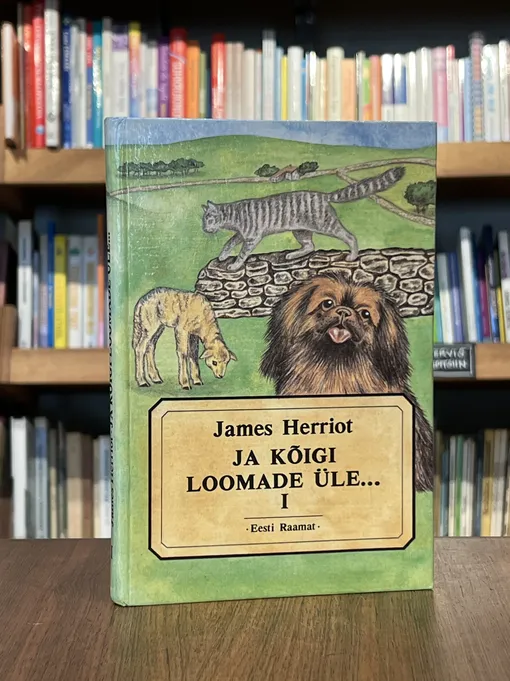 James Herriot
JA KÕIGI
LOOMADE ÜLE...
I
· Eesti Raamat ·